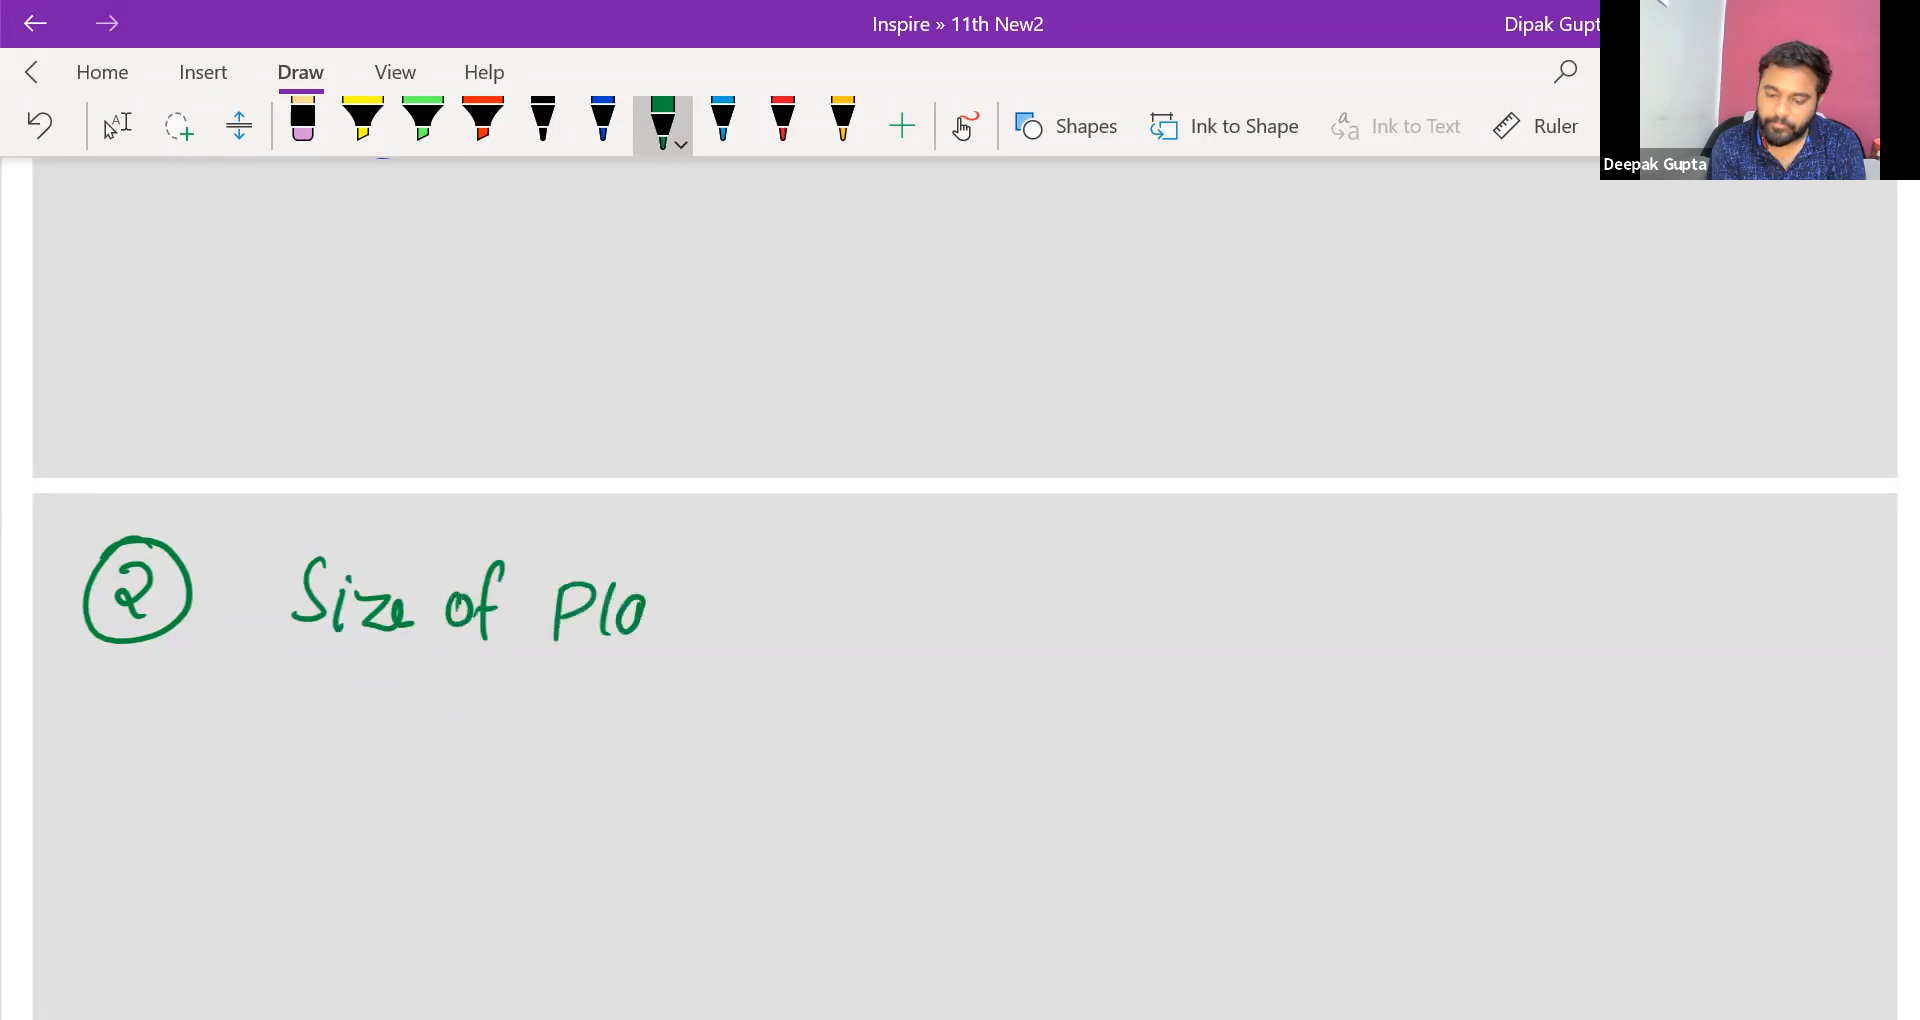 Inspire » 11th New2
Dipak Gupt
Home Insert Draw View Help
Shapes Ink to Shape Ink to Text Ruler
Deepak Gupta
2 Size of Pla